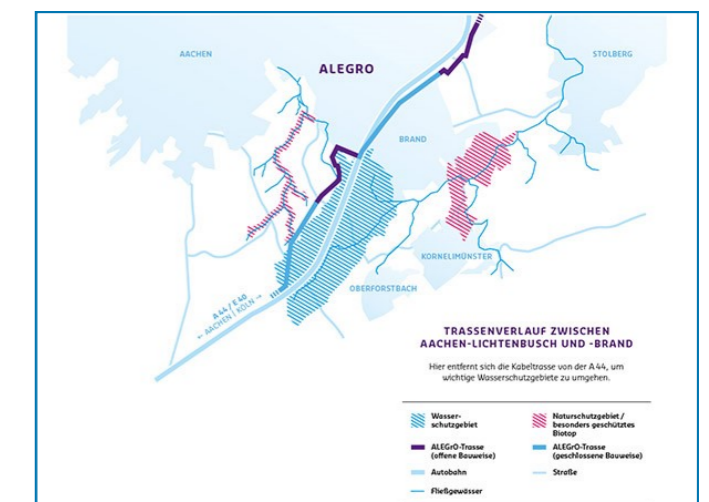 AACHEN
STOLBERG
ALEGRO
BRAND
KORNELIMÜNSTER
OBERFORSTBACH
A 44 / E 40
← AACHEN | KÖLN →
TRASSENVERLAUF ZWISCHEN
AACHEN-LICHTENBUSCH UND -BRAND
Hier entfernt sich die Kabeltrasse von der A 44, um
wichtige Wasserschutzgebiete zu umgehen.
Wasser-
schutzgebiet
Naturschutzgebiet /
besonders geschütztes
Biotop
ALEGrO-Trasse
(offene Bauweise)
ALEGrO-Trasse
(geschlossene Bauweise)
Autobahn
Straße
Fließgewässer